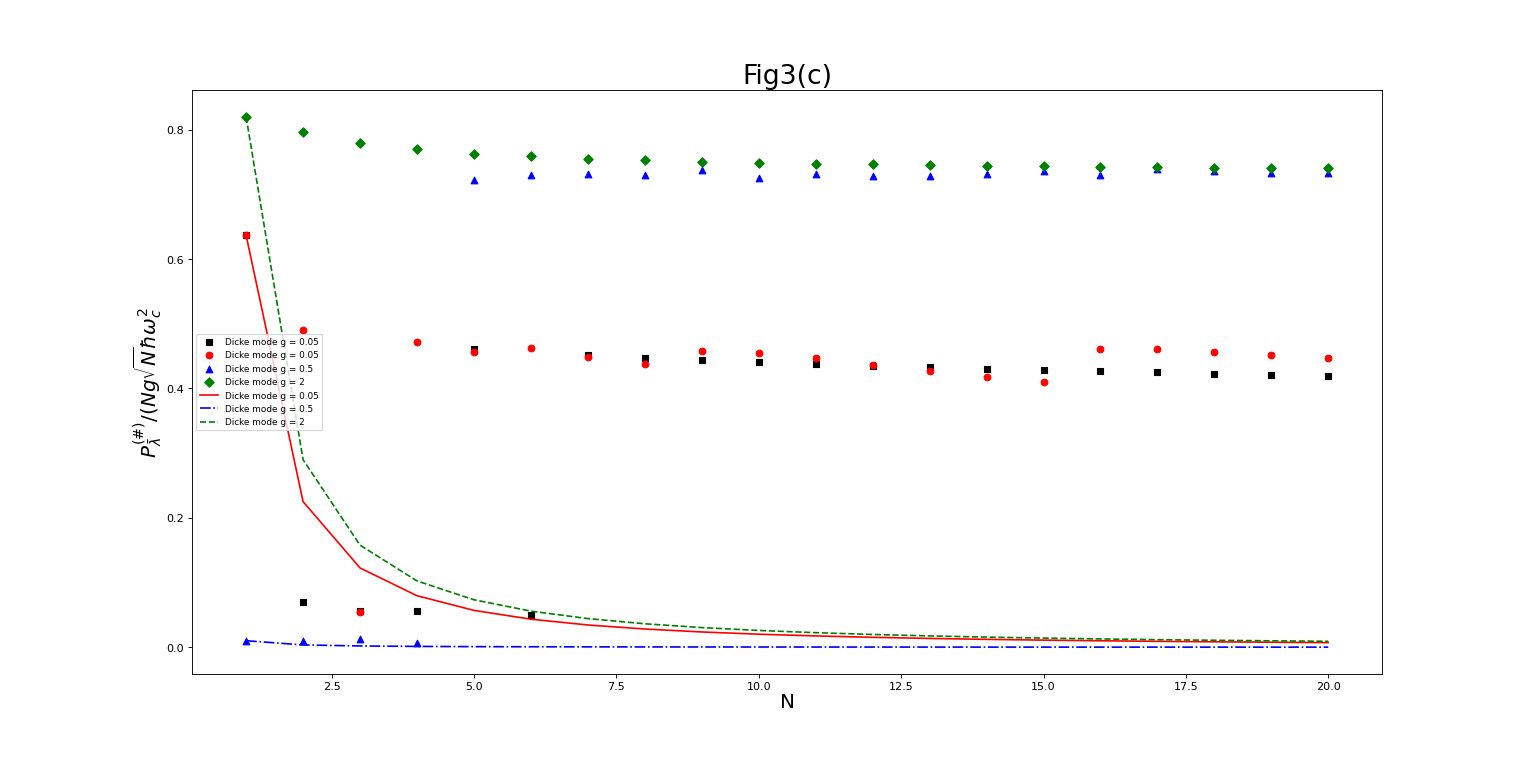 Fig3(c)
0.8
0.6
0.4
0.2
0.0
P_λ̄^(#)/(Ng√Nħω_c^2
Dicke mode g = 0.05
Dicke mode g = 0.05
Dicke mode g = 0.5
Dicke mode g = 2
Dicke mode g = 0.05
Dicke mode g = 0.5
Dicke mode g = 2
2.5 5.0 7.5 10.0 12.5 15.0 17.5 20.0
N